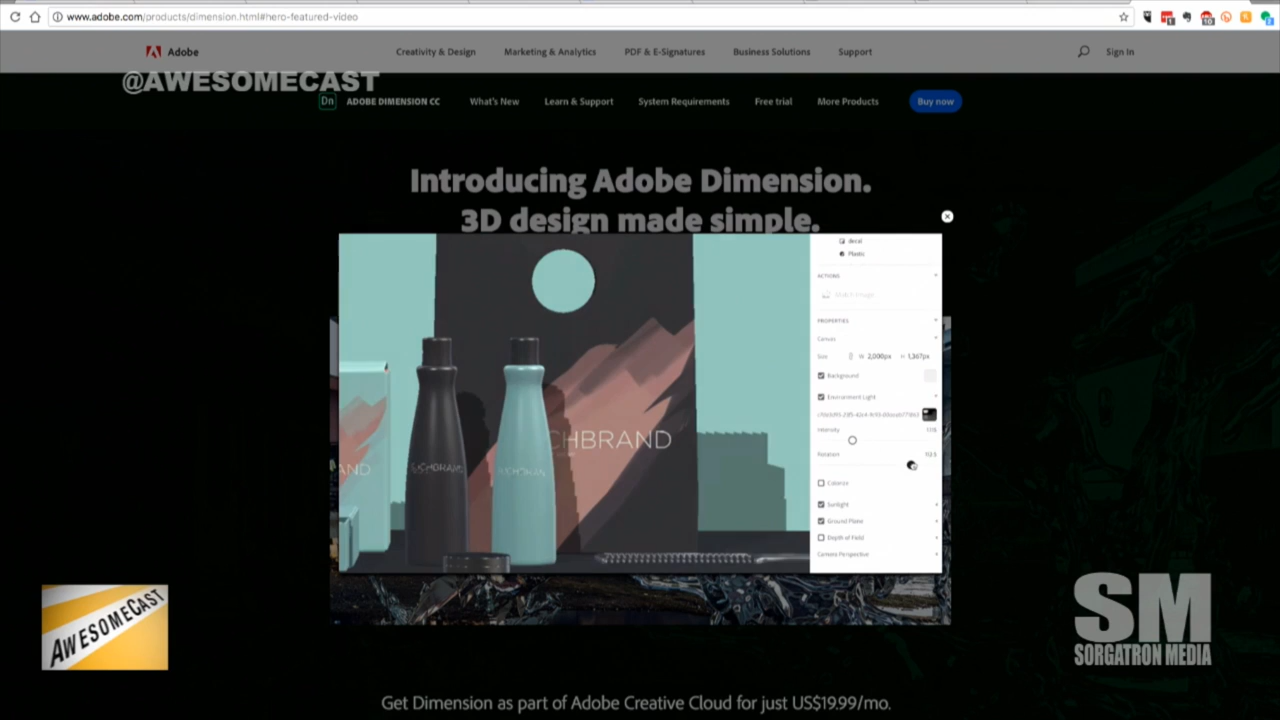 www.adobe.com/products/dimension.html#hero-featured-video
Adobe Creativity & Design Marketing & Analytics PDF & E-Signatures Business Solutions Support Sign In
@AWESOMECAST
Dn ADOBE DIMENSION CC What's New Learn & Support System Requirements Free trial More Products Buy now
Introducing Adobe Dimension.
3D design made simple.
decal
Plastic
ACTIONS
PROPERTIES
Canvas
Size W 2,000px H 1,367px
Background
Environment Light
Intensity
Rotation
Colorize
Sunlight
Ground Plane
Depth of Field
Camera Perspective
CHBRAND
AND
AWESOMECAST
SM
SORGATRON MEDIA
Get Dimension as part of Adobe Creative Cloud for just US$19.99/mo.